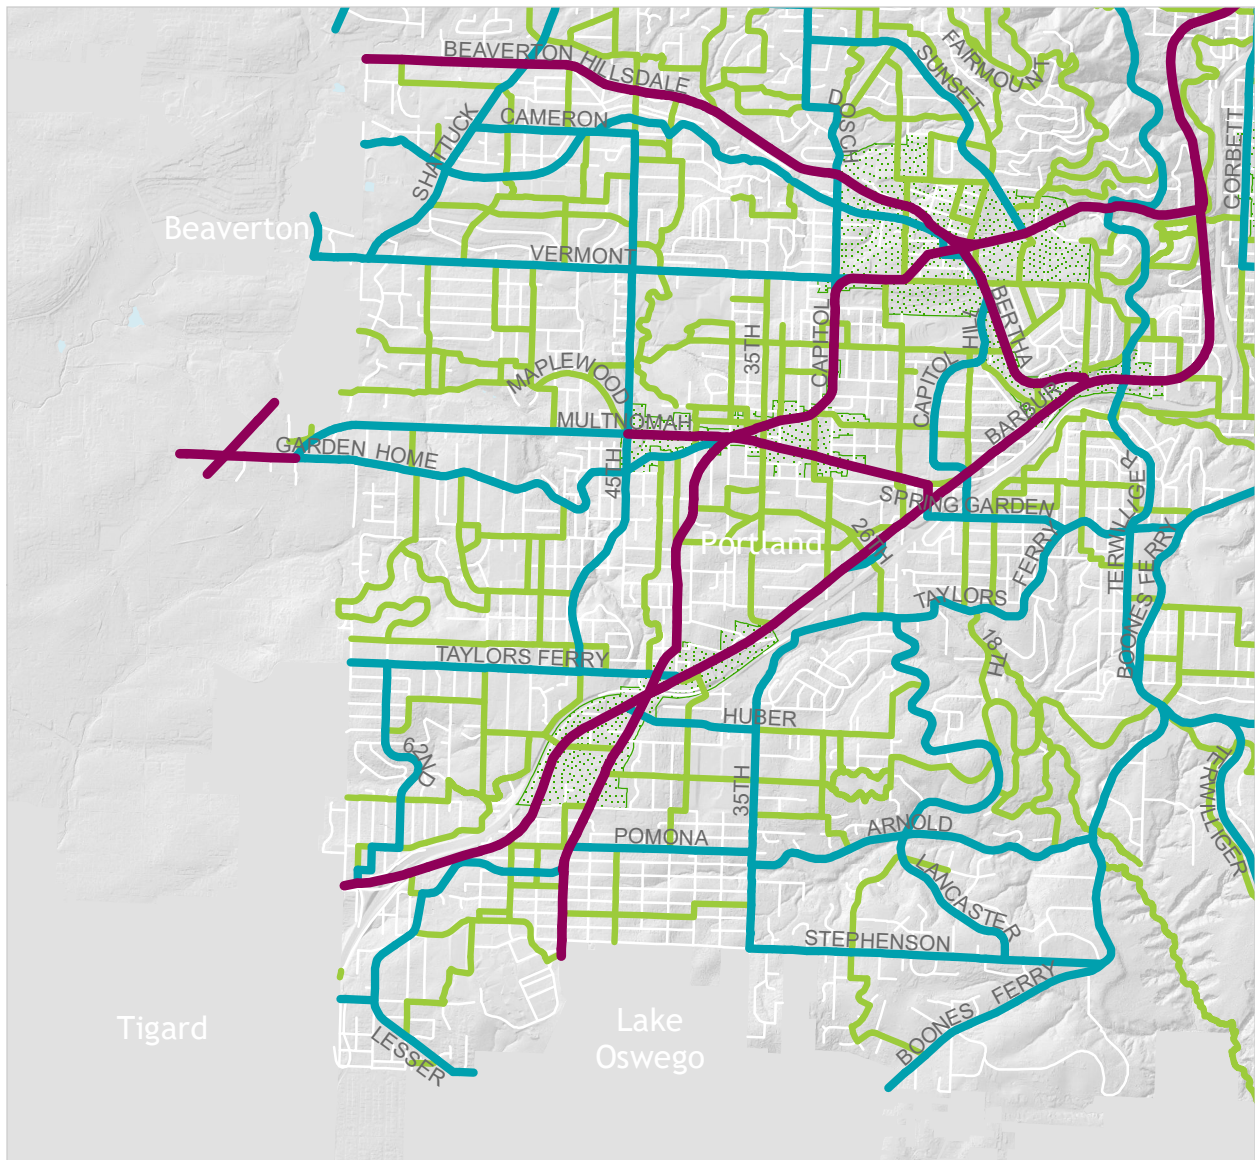 BEAVERTON HILLSDALE
FAIRMOUNT
SUNSET
DOSCH
CAMERON
SHATTUCK
CORBETT
Beaverton
VERMONT
BERTHA
HILL
CAPITOL
35TH
CAPITOL
MAPLEWOOD
MULTNOMAH
BARBUR
GARDEN HOME
45TH
TERWILLIGER
SPRING GARDEN
26TH
Portland
FERRY
TAYLORS
BOONES FERRY
18TH
TAYLORS FERRY
HUBER
62ND
35TH
TERWILLIGER
POMONA
ARNOLD
LANCASTER
STEPHENSON
BOONES FERRY
Tigard
Lake
Oswego
LESSER